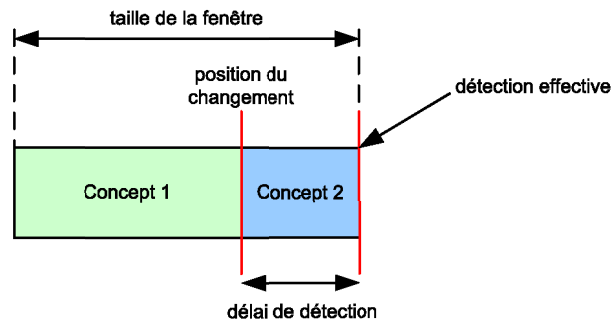 taille de la fenêtre
position du
changement
détection effective
Concept 1
Concept 2
délai de détection